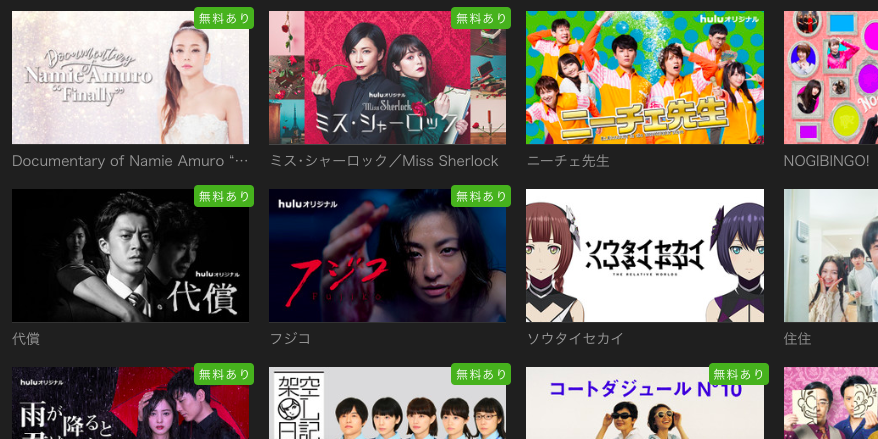 無料あり
無料あり
huluオリジナル
Documentary
of
Namie Amuro
"Finally"
huluオリジナル
Miss Sherlock
ミス・シャーロック
ニーチェ先生
Documentary of Namie Amuro “…
ミス・シャーロック／Miss Sherlock
ニーチェ先生
NOGIBINGO!
無料あり
無料あり
huluオリジナル
huluオリジナル
代償
フジコ
Fujiko
ソウタイセカイ
THE RELATIVE WORLDS
代償
フジコ
ソウタイセカイ
住住
無料あり
無料あり
無料あり
huluオリジナル
雨が
降ると
架空
OL
日記
コートダジュール N°10